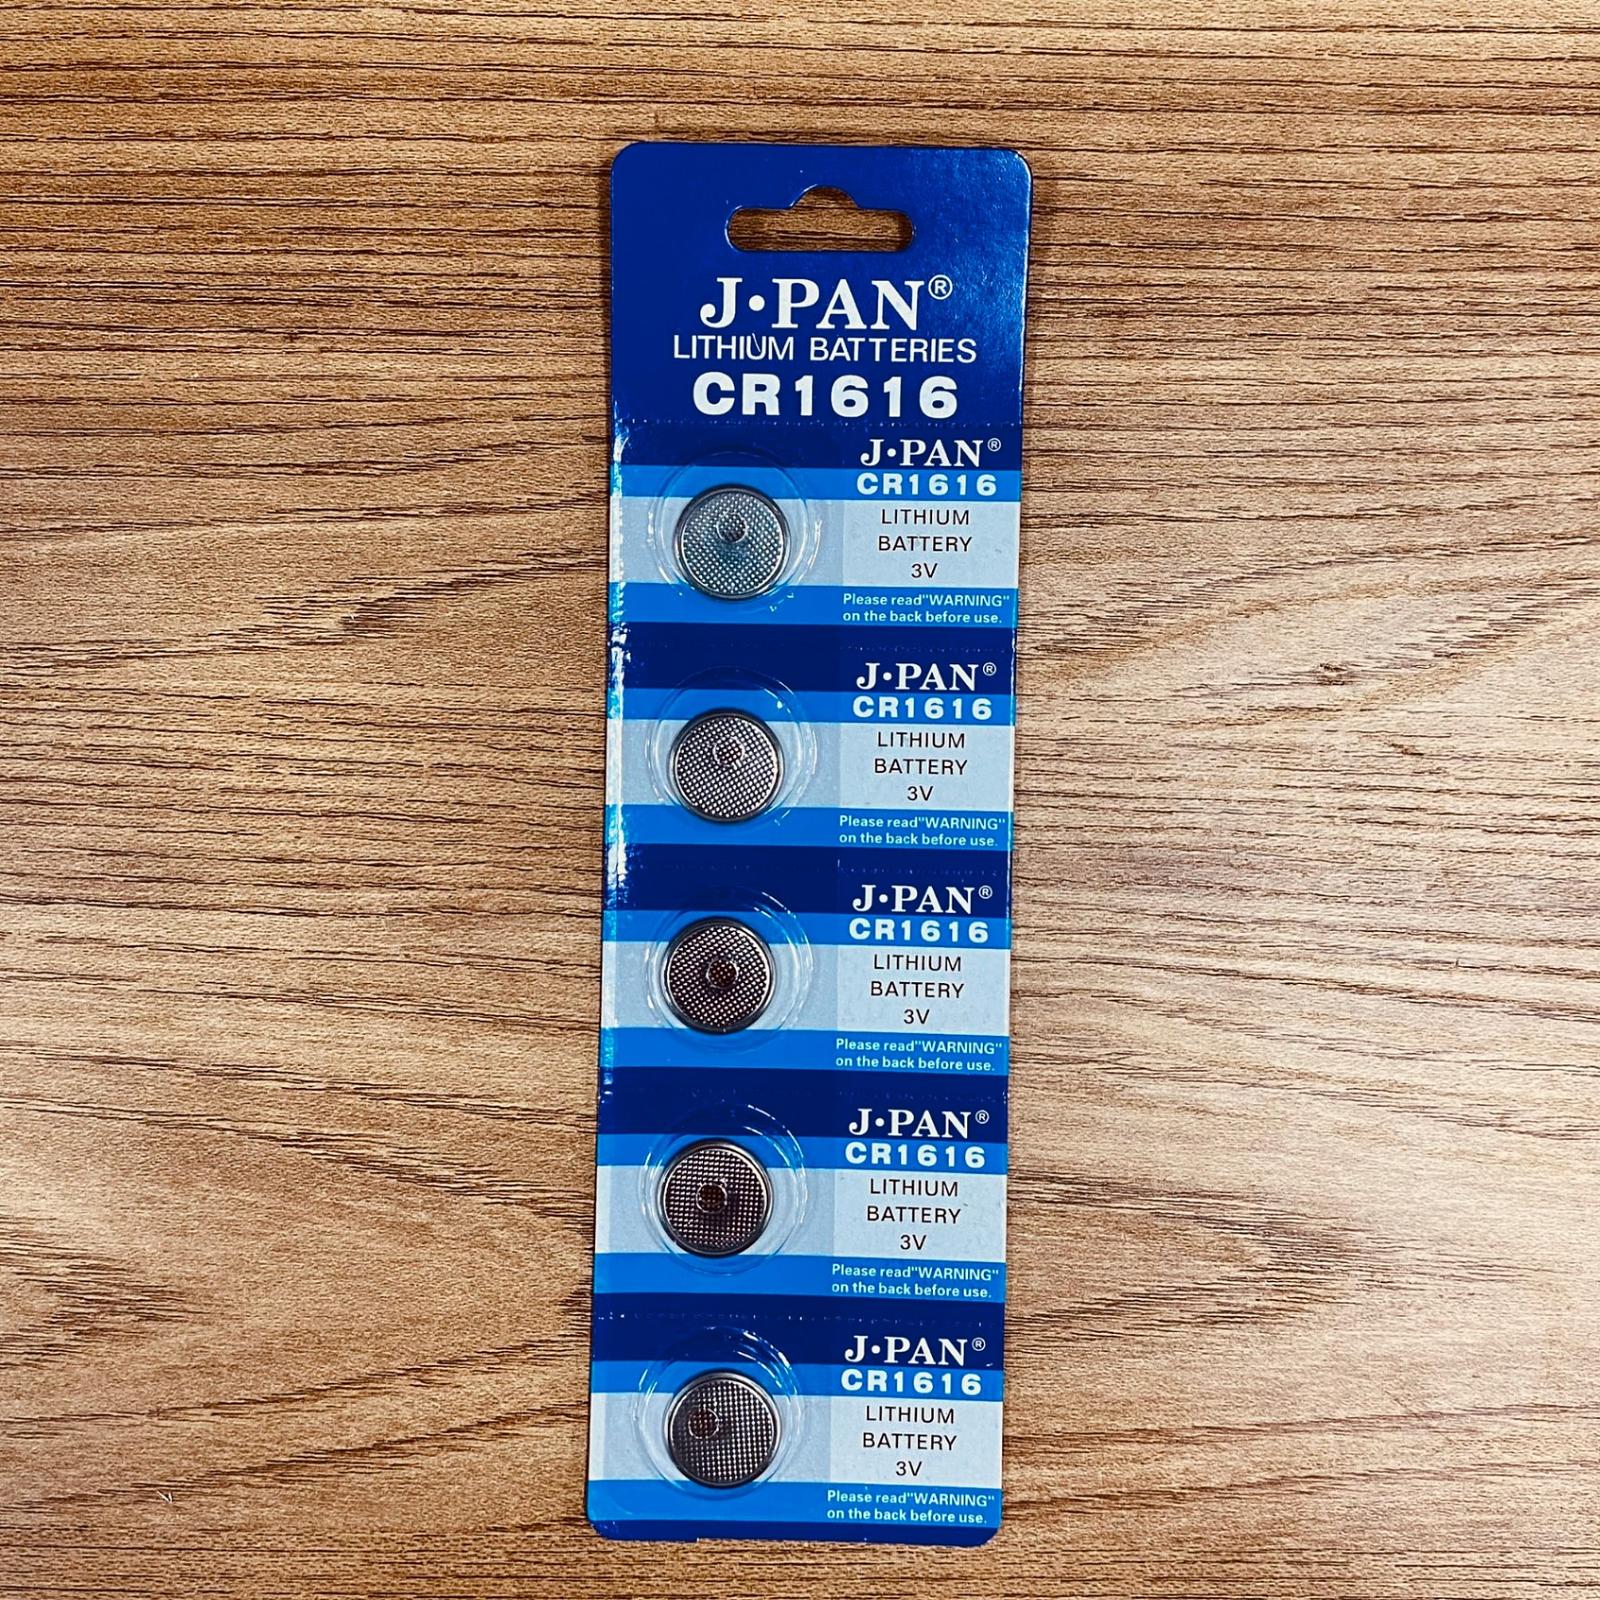 J·PAN®
LITHIUM BATTERIES
CR1616
J·PAN®
CR1616
LITHIUM
BATTERY
3V
Please read"WARNING"
on the back before use.
J·PAN®
CR1616
LITHIUM
BATTERY
3V
Please read"WARNING"
on the back before use.
J·PAN®
CR1616
LITHIUM
BATTERY
3V
Please read"WARNING"
on the back before use.
J·PAN®
CR1616
LITHIUM
BATTERY
3V
Please read"WARNING"
on the back before use.
J·PAN®
CR1616
LITHIUM
BATTERY
3V
Please read"WARNING"
on the back before use.